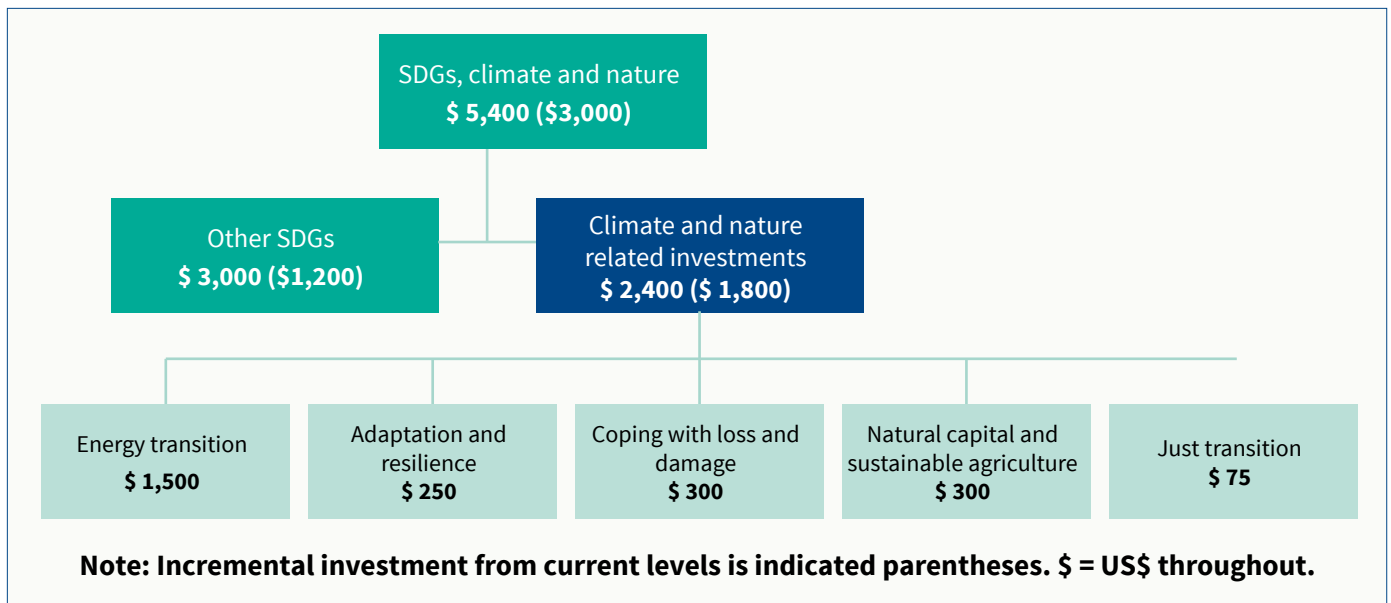 SDGs, climate and nature
$ 5,400 ($3,000)
Other SDGs
$ 3,000 ($1,200)
Climate and nature
related investments
$ 2,400 ($ 1,800)
Energy transition
$ 1,500
Adaptation and
resilience
$ 250
Coping with loss and
damage
$ 300
Natural capital and
sustainable agriculture
$ 300
Just transition
$ 75
Note: Incremental investment from current levels is indicated parentheses. $ = US$ throughout.